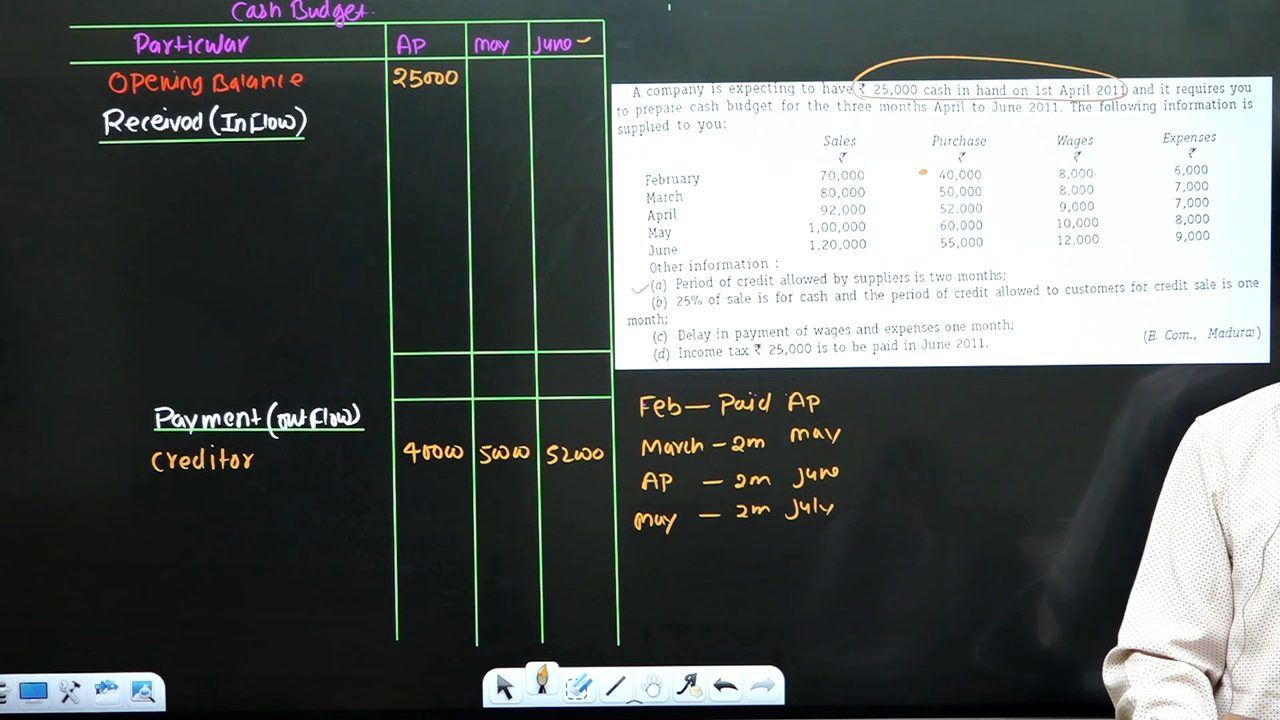 Cash Budget.
Particular AP may June
Opening Balance 25000
Received (In Flow)
Payment (out Flow)
Creditor 40000 50000 52000
A company is expecting to have ₹ 25,000 cash in hand on 1st April 2011 and it requires you
to prepare cash budget for the three months April to June 2011. The following information is
supplied to you:
Sales Purchase Wages Expenses
₹ ₹ ₹ ₹
February 70,000 40,000 8,000 6,000
March 80,000 50,000 8,000 7,000
April 92,000 52.000 9,000 7,000
May 1,00,000 60,000 10,000 8,000
June 1,20,000 55,000 12,000 9,000
Other information :
(a) Period of credit allowed by suppliers is two months;
(b) 25% of sale is for cash and the period of credit allowed to customers for credit sale is one
month;
(c) Delay in payment of wages and expenses one month;
(d) Income tax ₹ 25,000 is to be paid in June 2011.
(B. Com., Madurai)
Feb — Paid AP
March - 2m may
AP - 2m June
may - 2m July